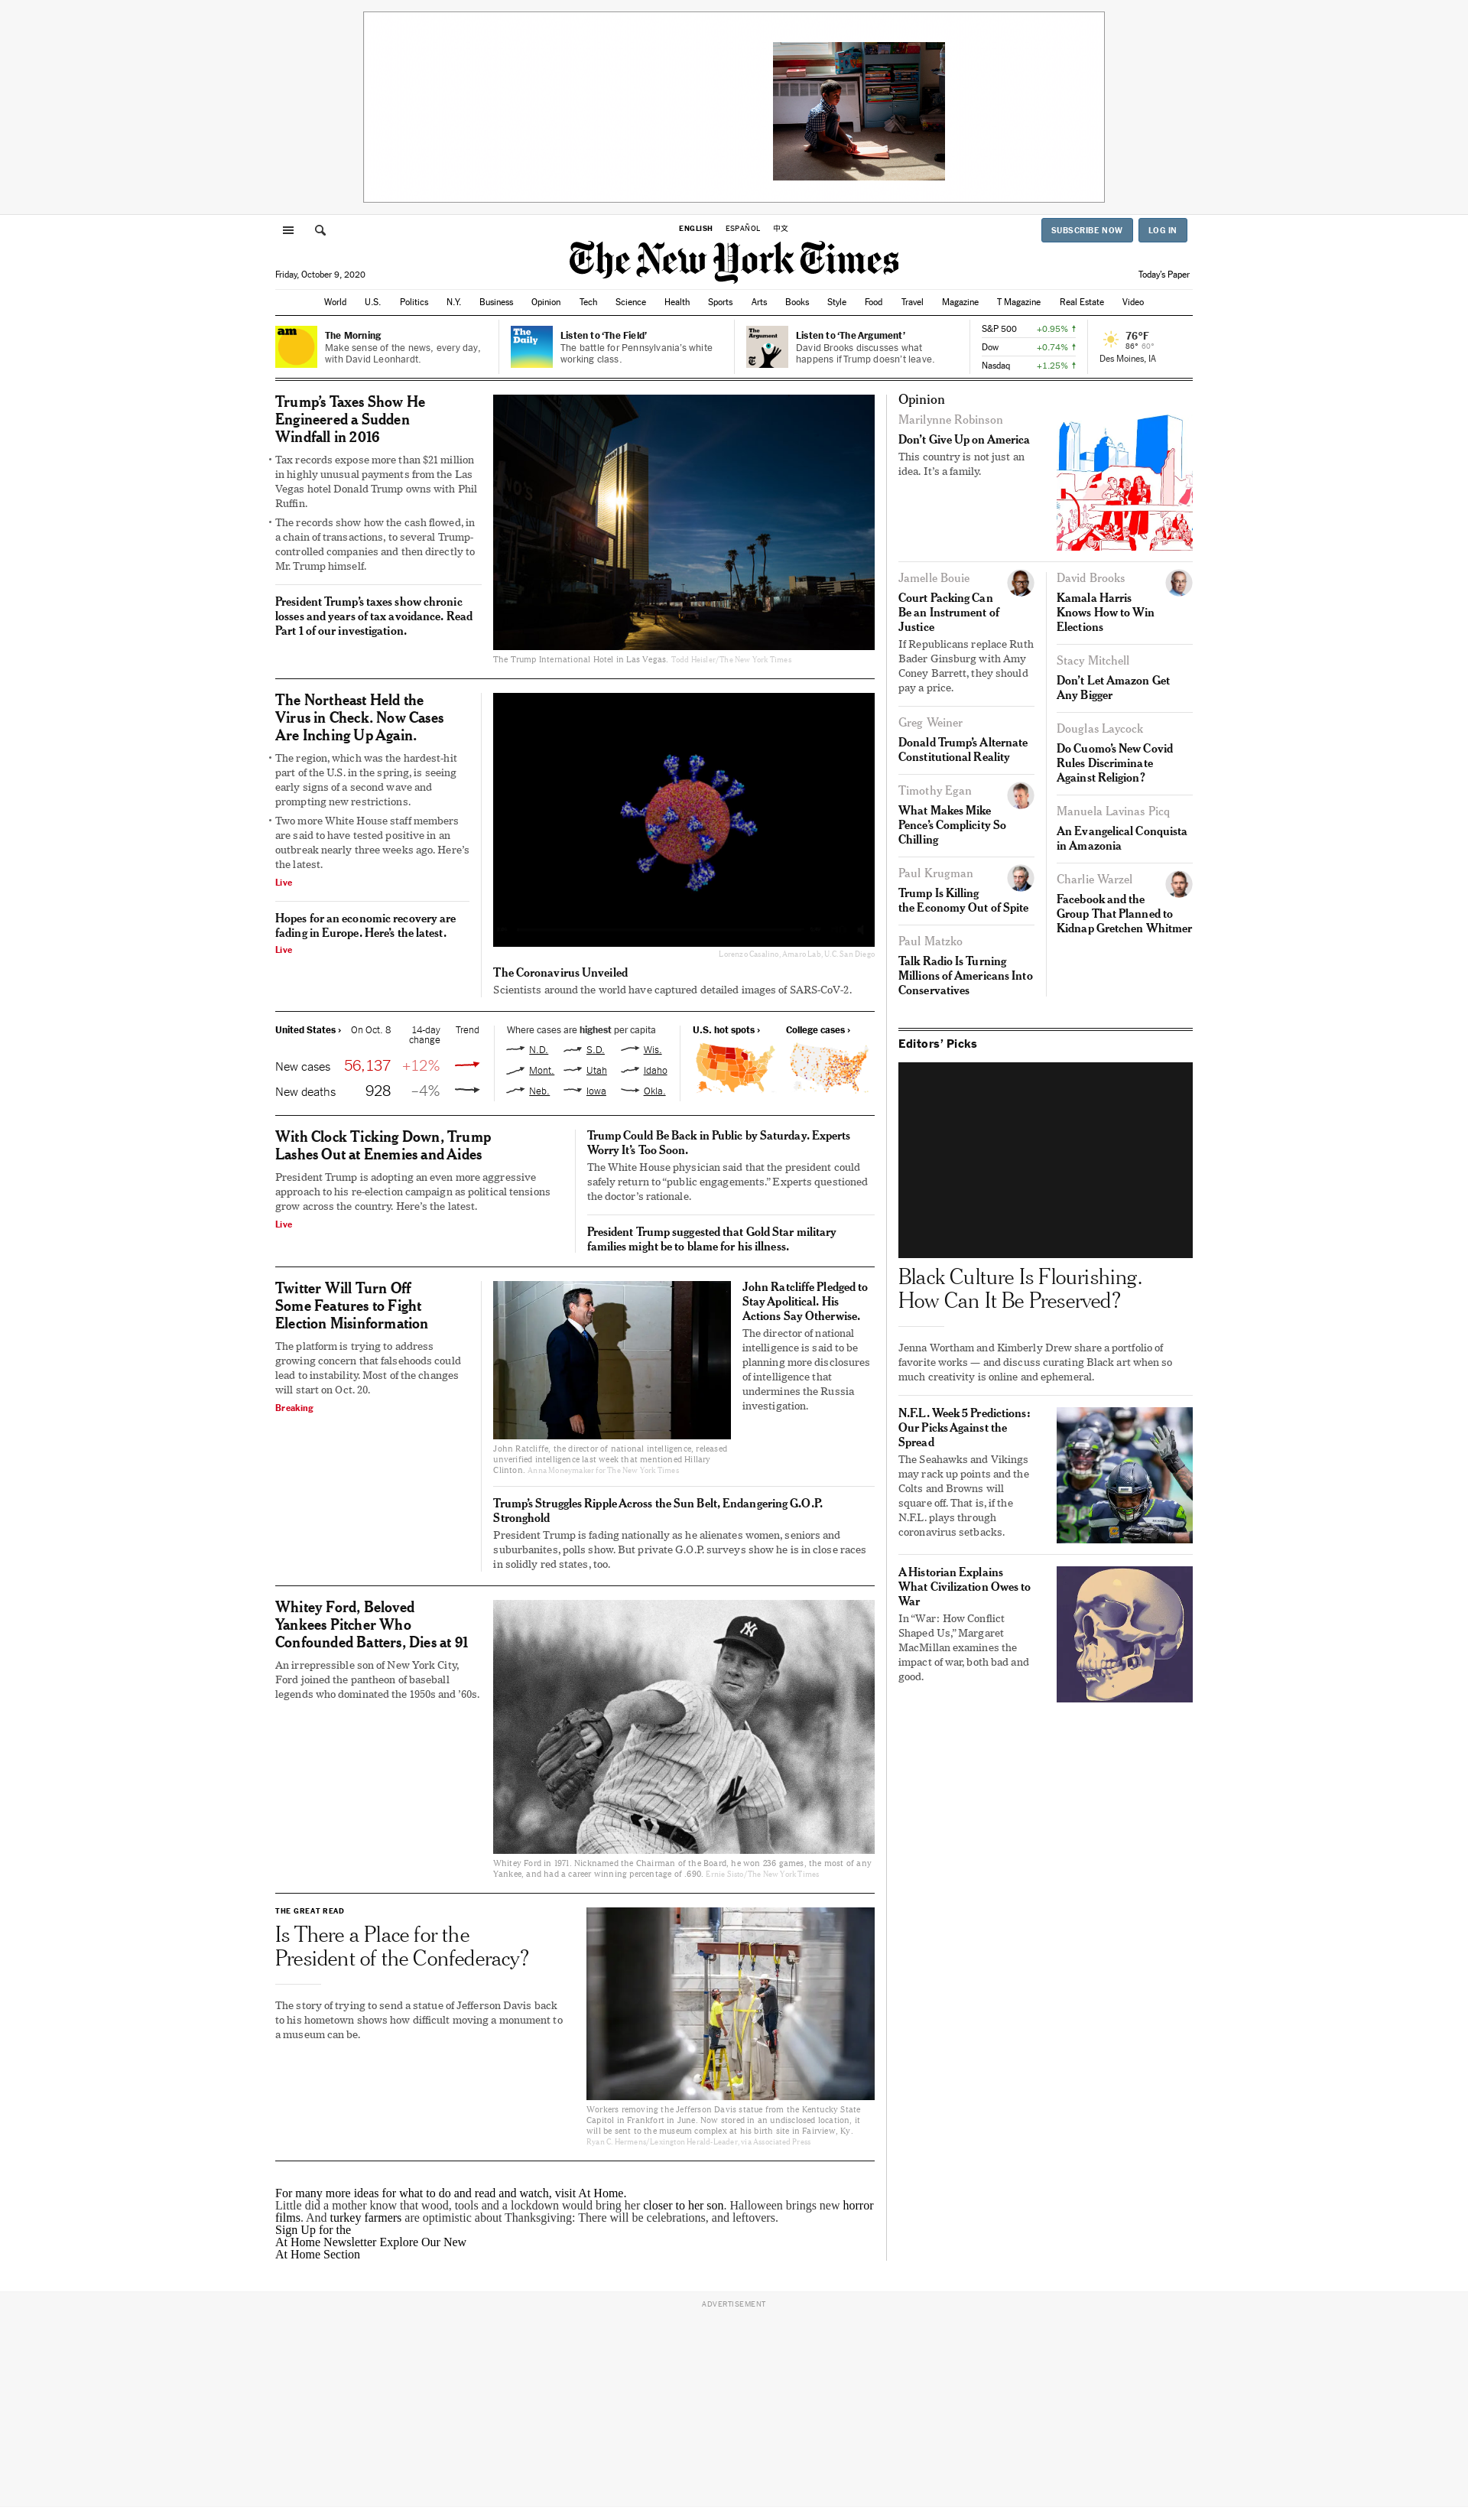 ENGLISH ESPAÑOL 中文
SUBSCRIBE NOW LOG IN
The New York Times
Friday, October 9, 2020
Today's Paper
World U.S. Politics N.Y. Business Opinion Tech Science Health Sports Arts Books Style Food Travel Magazine T Magazine Real Estate Video
am
The Morning
Make sense of the news, every day,
with David Leonhardt.
The
Daily
Listen to ‘The Field’
The battle for Pennsylvania's white
working class.
The
Argument
Listen to ‘The Argument’
David Brooks discusses what
happens if Trump doesn't leave.
S&P 500 +0.95% ↑
Dow +0.74% ↑
Nasdaq +1.25% ↑
76°F
86° 60°
Des Moines, IA
Trump’s Taxes Show He
Engineered a Sudden
Windfall in 2016
• Tax records expose more than $21 million
in highly unusual payments from the Las
Vegas hotel Donald Trump owns with Phil
Ruffin.
• The records show how the cash flowed, in
a chain of transactions, to several Trump-
controlled companies and then directly to
Mr. Trump himself.
President Trump’s taxes show chronic
losses and years of tax avoidance. Read
Part 1 of our investigation.
The Trump International Hotel in Las Vegas. Todd Heisler/The New York Times
The Northeast Held the
Virus in Check. Now Cases
Are Inching Up Again.
• The region, which was the hardest-hit
part of the U.S. in the spring, is seeing
early signs of a second wave and
prompting new restrictions.
• Two more White House staff members
are said to have tested positive in an
outbreak nearly three weeks ago. Here’s
the latest.
Live
Hopes for an economic recovery are
fading in Europe. Here’s the latest.
Live
Lorenzo Casalino, Amaro Lab, U.C. San Diego
The Coronavirus Unveiled
Scientists around the world have captured detailed images of SARS-CoV-2.
United States › On Oct. 8 14-day
change Trend
New cases 56,137 +12%
New deaths 928 –4%
Where cases are highest per capita
N.D. S.D. Wis.
Mont. Utah Idaho
Neb. Iowa Okla.
U.S. hot spots › College cases ›
With Clock Ticking Down, Trump
Lashes Out at Enemies and Aides
President Trump is adopting an even more aggressive
approach to his re-election campaign as political tensions
grow across the country. Here’s the latest.
Live
Trump Could Be Back in Public by Saturday. Experts
Worry It’s Too Soon.
The White House physician said that the president could
safely return to “public engagements.” Experts questioned
the doctor’s rationale.
President Trump suggested that Gold Star military
families might be to blame for his illness.
Twitter Will Turn Off
Some Features to Fight
Election Misinformation
The platform is trying to address
growing concern that falsehoods could
lead to instability. Most of the changes
will start on Oct. 20.
Breaking
John Ratcliffe, the director of national intelligence, released
unverified intelligence last week that mentioned Hillary
Clinton. Anna Moneymaker for The New York Times
John Ratcliffe Pledged to
Stay Apolitical. His
Actions Say Otherwise.
The director of national
intelligence is said to be
planning more disclosures
of intelligence that
undermines the Russia
investigation.
Trump’s Struggles Ripple Across the Sun Belt, Endangering G.O.P.
Stronghold
President Trump is fading nationally as he alienates women, seniors and
suburbanites, polls show. But private G.O.P. surveys show he is in close races
in solidly red states, too.
Whitey Ford, Beloved
Yankees Pitcher Who
Confounded Batters, Dies at 91
An irrepressible son of New York City,
Ford joined the pantheon of baseball
legends who dominated the 1950s and ’60s.
Whitey Ford in 1971. Nicknamed the Chairman of the Board, he won 236 games, the most of any
Yankee, and had a career winning percentage of .690. Ernie Sisto/The New York Times
THE GREAT READ
Is There a Place for the
President of the Confederacy?
The story of trying to send a statue of Jefferson Davis back
to his hometown shows how difficult moving a monument to
a museum can be.
Workers removing the Jefferson Davis statue from the Kentucky State
Capitol in Frankfort in June. Now stored in an undisclosed location, it
will be sent to the museum complex at his birth site in Fairview, Ky.
Ryan C. Hermens/Lexington Herald-Leader, via Associated Press
For many more ideas for what to do and read and watch, visit At Home.
Little did a mother know that wood, tools and a lockdown would bring her closer to her son. Halloween brings new horror
films. And turkey farmers are optimistic about Thanksgiving: There will be celebrations, and leftovers.
Sign Up for the
At Home Newsletter Explore Our New
At Home Section
Opinion
Marilynne Robinson
Don’t Give Up on America
This country is not just an
idea. It’s a family.
Jamelle Bouie
Court Packing Can
Be an Instrument of
Justice
If Republicans replace Ruth
Bader Ginsburg with Amy
Coney Barrett, they should
pay a price.
Greg Weiner
Donald Trump’s Alternate
Constitutional Reality
Timothy Egan
What Makes Mike
Pence’s Complicity So
Chilling
Paul Krugman
Trump Is Killing
the Economy Out of Spite
Paul Matzko
Talk Radio Is Turning
Millions of Americans Into
Conservatives
David Brooks
Kamala Harris
Knows How to Win
Elections
Stacy Mitchell
Don’t Let Amazon Get
Any Bigger
Douglas Laycock
Do Cuomo’s New Covid
Rules Discriminate
Against Religion?
Manuela Lavinas Picq
An Evangelical Conquista
in Amazonia
Charlie Warzel
Facebook and the
Group That Planned to
Kidnap Gretchen Whitmer
Editors’ Picks
Black Culture Is Flourishing.
How Can It Be Preserved?
Jenna Wortham and Kimberly Drew share a portfolio of
favorite works — and discuss curating Black art when so
much creativity is online and ephemeral.
N.F.L. Week 5 Predictions:
Our Picks Against the
Spread
The Seahawks and Vikings
may rack up points and the
Colts and Browns will
square off. That is, if the
N.F.L. plays through
coronavirus setbacks.
A Historian Explains
What Civilization Owes to
War
In “War: How Conflict
Shaped Us,” Margaret
MacMillan examines the
impact of war, both bad and
good.
ADVERTISEMENT